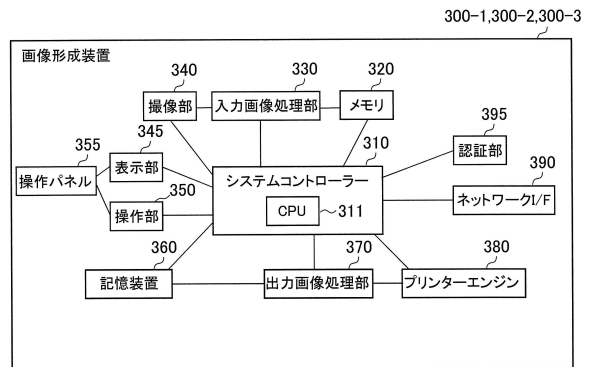 300-1,300-2,300-3
画像形成装置
340
330
320
撮像部
入力画像処理部
メモリ
395
認証部
355
345
310
操作パネル
表示部
システムコントローラー
390
350
CPU
311
ネットワークI/F
操作部
360
370
380
記憶装置
出力画像処理部
プリンターエンジン